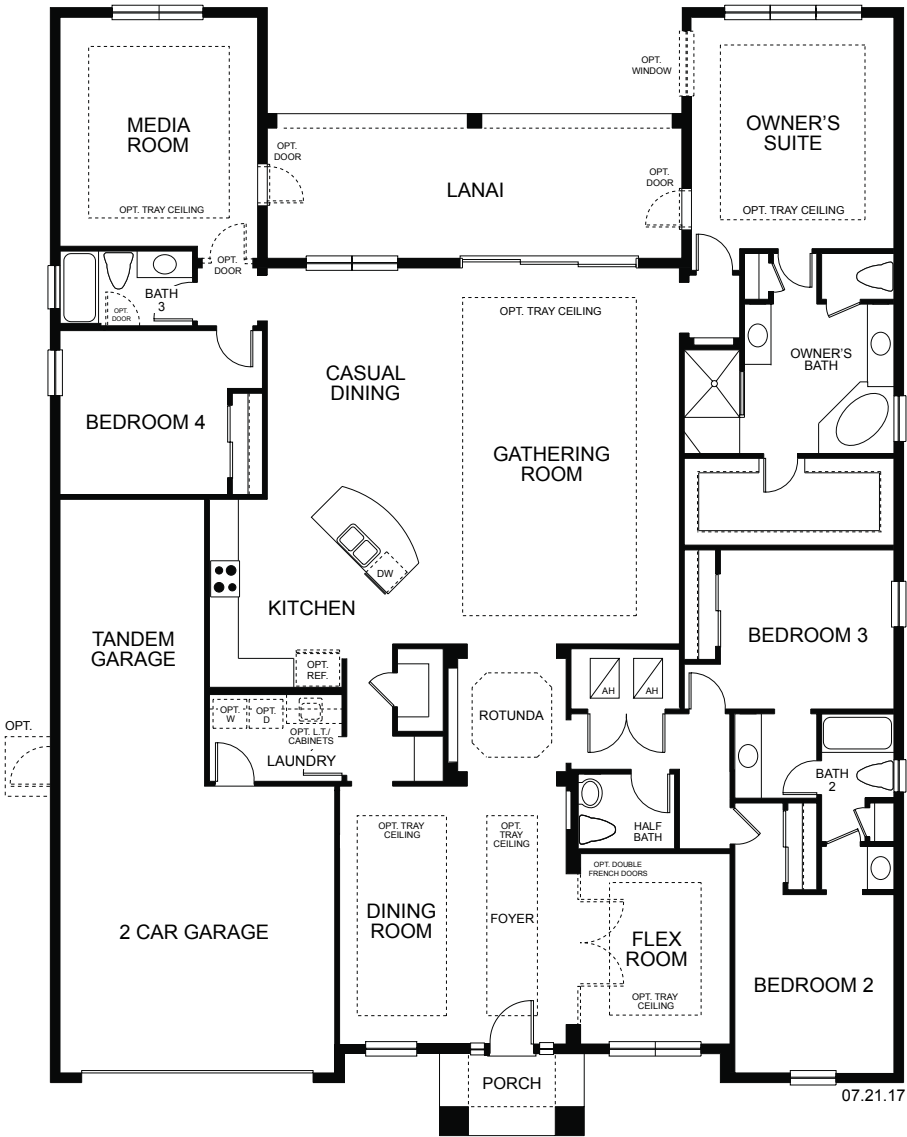 OPT.
WINDOW
MEDIA
ROOM
OWNER'S
SUITE
OPT.
DOOR
LANAI
OPT.
DOOR
OPT. TRAY CEILING
OPT. TRAY CEILING
OPT.
DOOR
BATH
3
OPT.
DOOR
OPT. TRAY CEILING
CASUAL
DINING
OWNER'S
BATH
BEDROOM 4
GATHERING
ROOM
DW
KITCHEN
TANDEM
GARAGE
BEDROOM 3
OPT.
REF.
AH
AH
OPT.
W
OPT.
D
ROTUNDA
OPT.
OPT. L.T./
CABINETS
LAUNDRY
BATH
2
OPT. TRAY
CEILING
OPT.
TRAY
CEILING
HALF
BATH
OPT. DOUBLE
FRENCH DOORS
DINING
ROOM
FOYER
2 CAR GARAGE
FLEX
ROOM
BEDROOM 2
OPT. TRAY
CEILING
PORCH
07.21.17